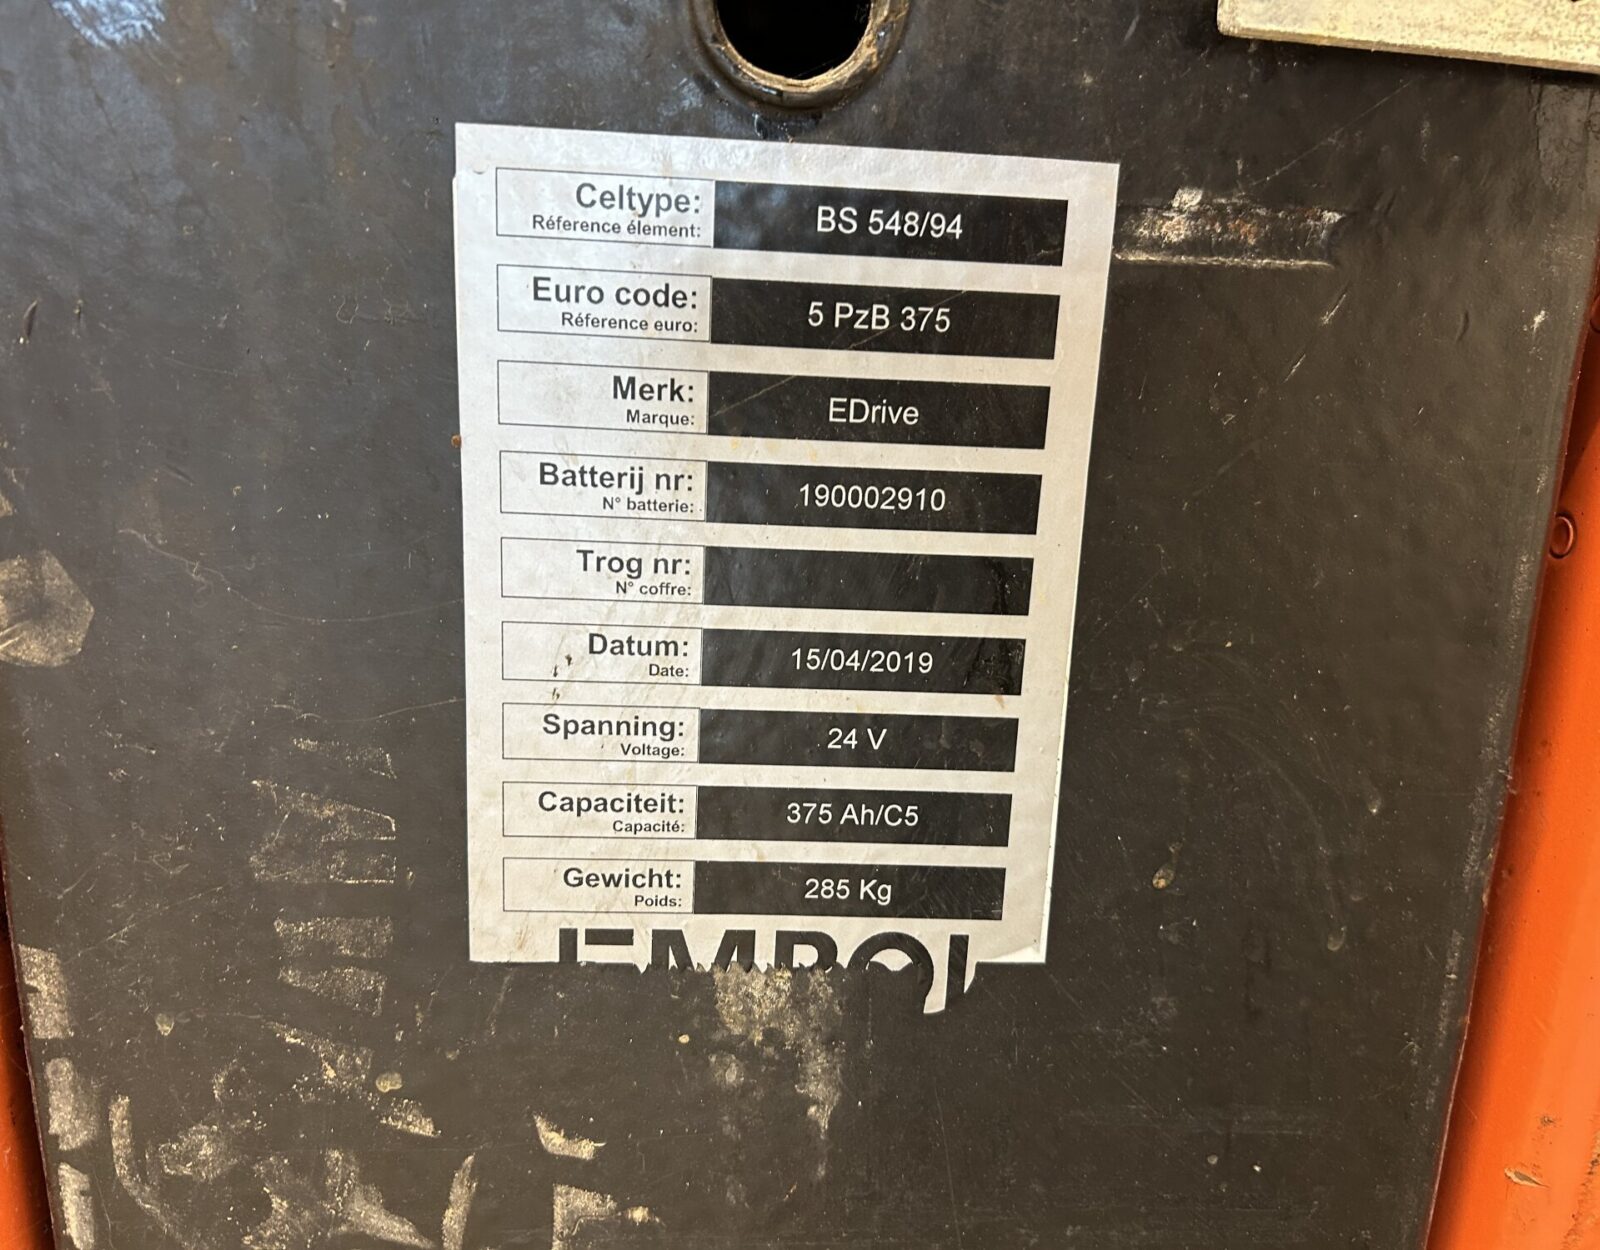 Celtype:
Réference élement:
BS 548/94
Euro code:
Réference euro:
5 PzB 375
Merk:
Marque:
EDrive
Batterij nr:
N° batterie:
190002910
Trog nr:
N° coffre:
Datum:
Date:
15/04/2019
Spanning:
Voltage:
24 V
Capaciteit:
Capacité:
375 Ah/C5
Gewicht:
Poids:
285 Kg